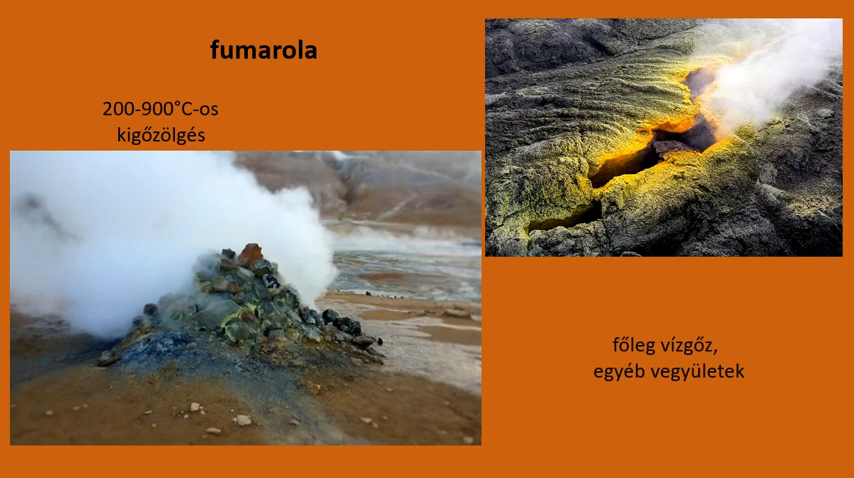 fumarola
200-900°C-os
kigőzölgés
főleg vízgőz,
egyéb vegyületek